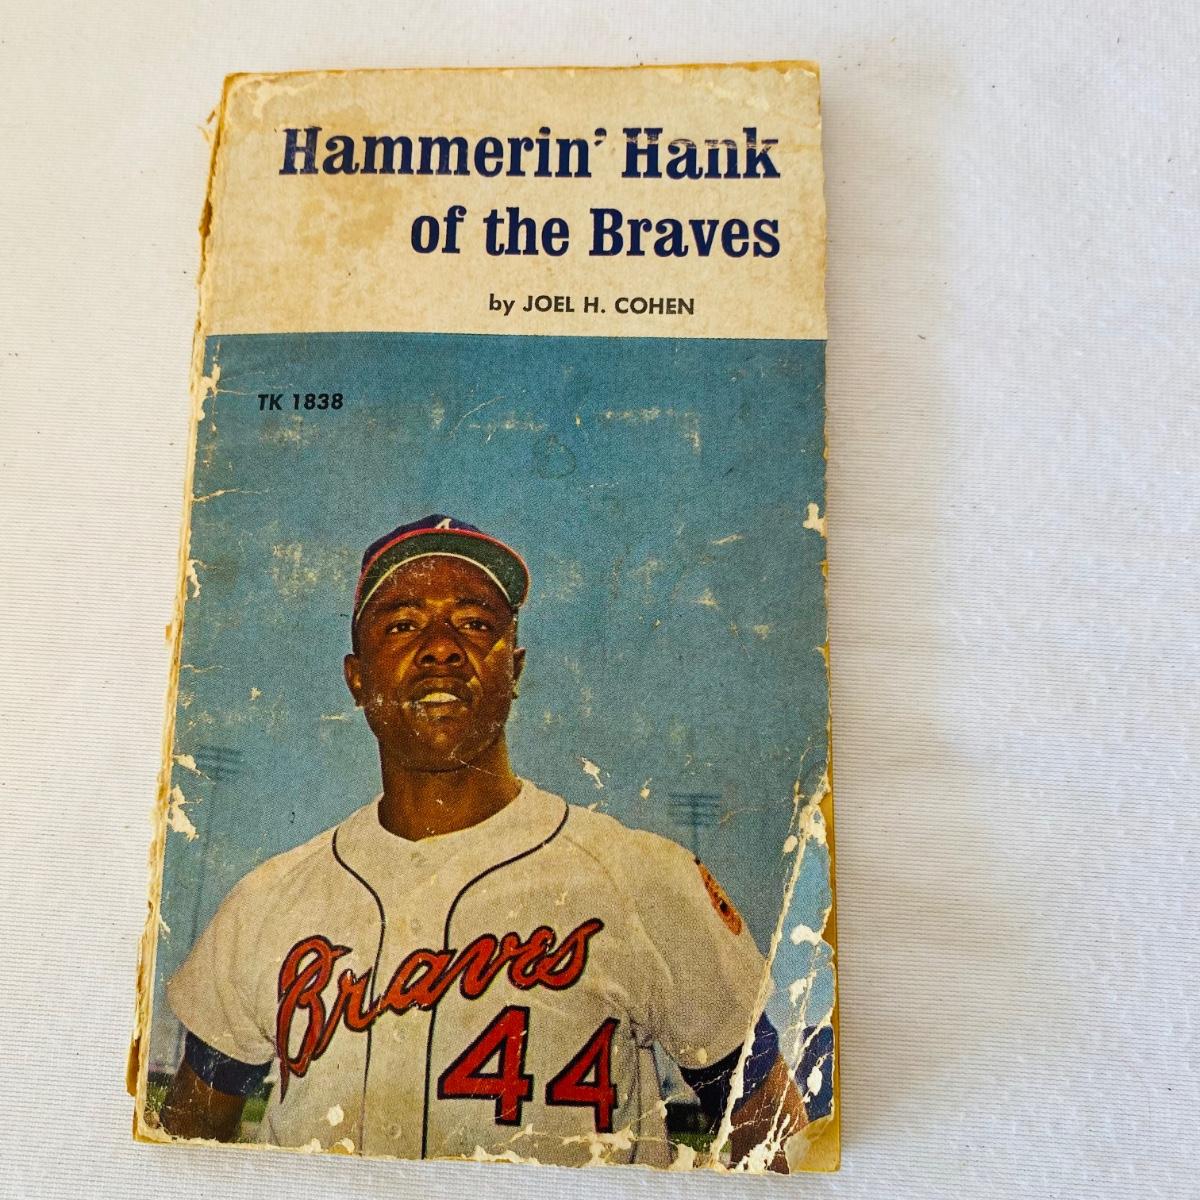 Hammerin' Hank
of the Braves
by JOEL H. COHEN
TK 1838
A
Braves
44